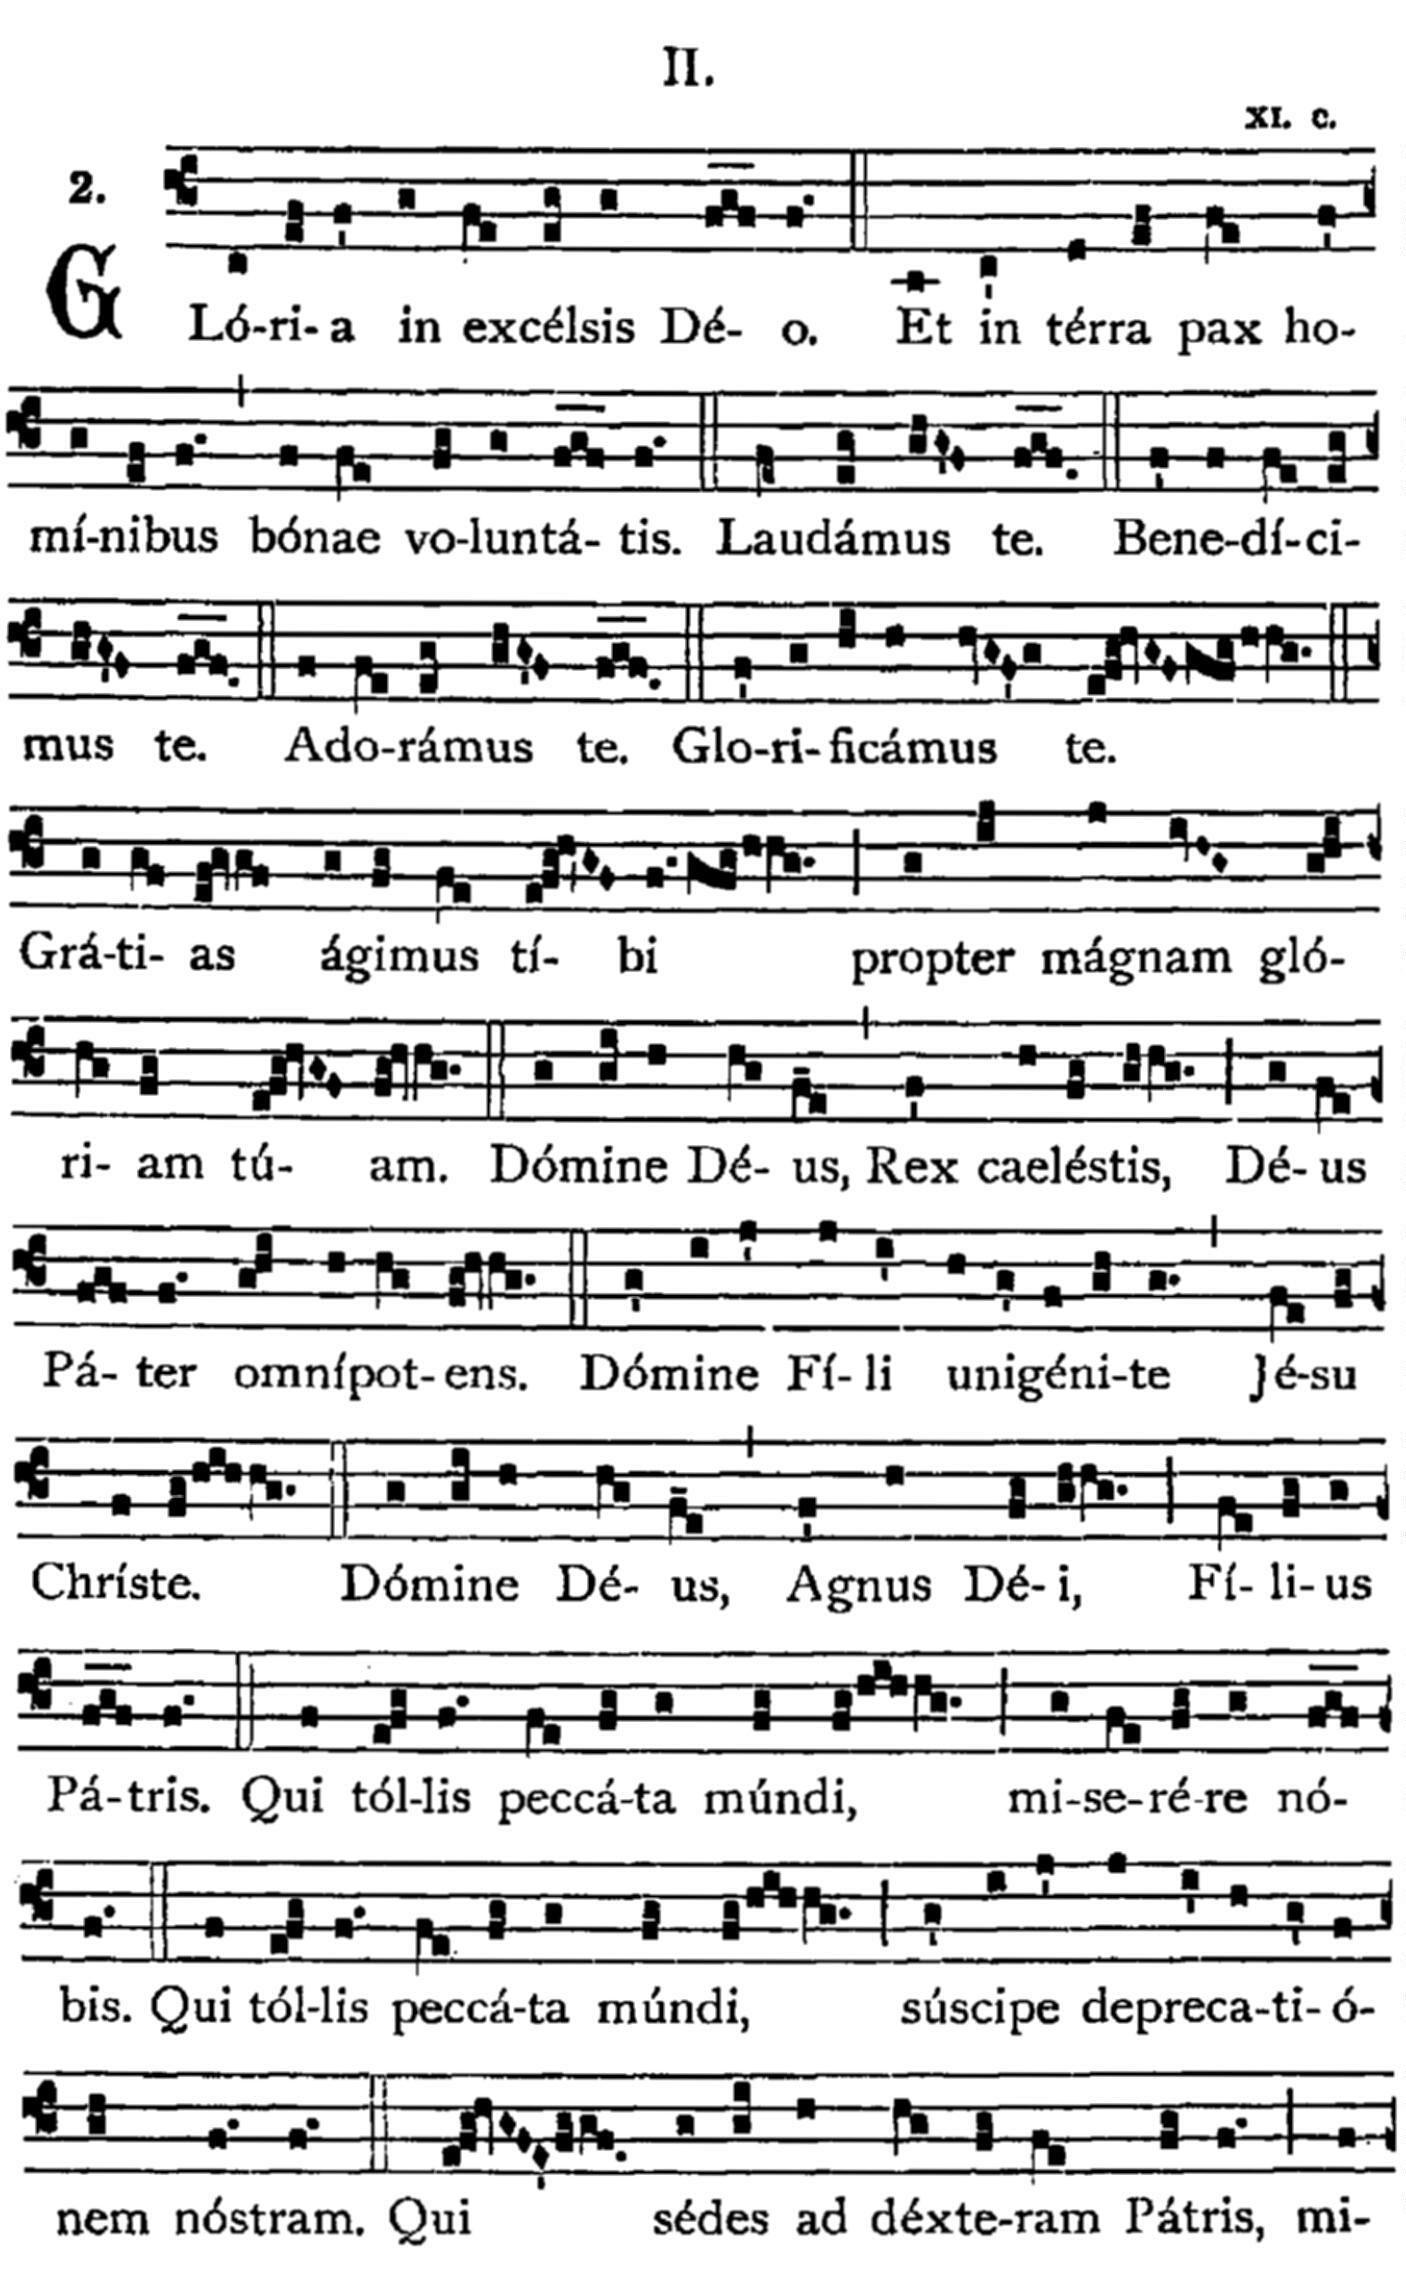 II.
XI. C.
2.
GLó-ri-a in excélsis Dé- o. Et in térra pax ho-
mí-nibus bónae vo-luntá- tis. Laudámus te. Bene-dí-ci-
mus te. Ado-rámus te. Glo-ri-ficámus te.
Grá-ti- as ágimus tí- bi propter mágnam gló-
ri- am tú- am. Dómine Dé- us, Rex caeléstis, Dé- us
Pá- ter omnípot-ens. Dómine Fí- li unigéni-te Jé-su
Chríste. Dómine Dé- us, Agnus Dé- i, Fí- li- us
Pá-tris. Qui tól-lis peccá-ta múndi, mi-se-ré-re nó-
bis. Qui tól-lis peccá-ta múndi, súscipe depreca-ti- ó-
nem nóstram. Qui sédes ad déxte-ram Pátris, mi-